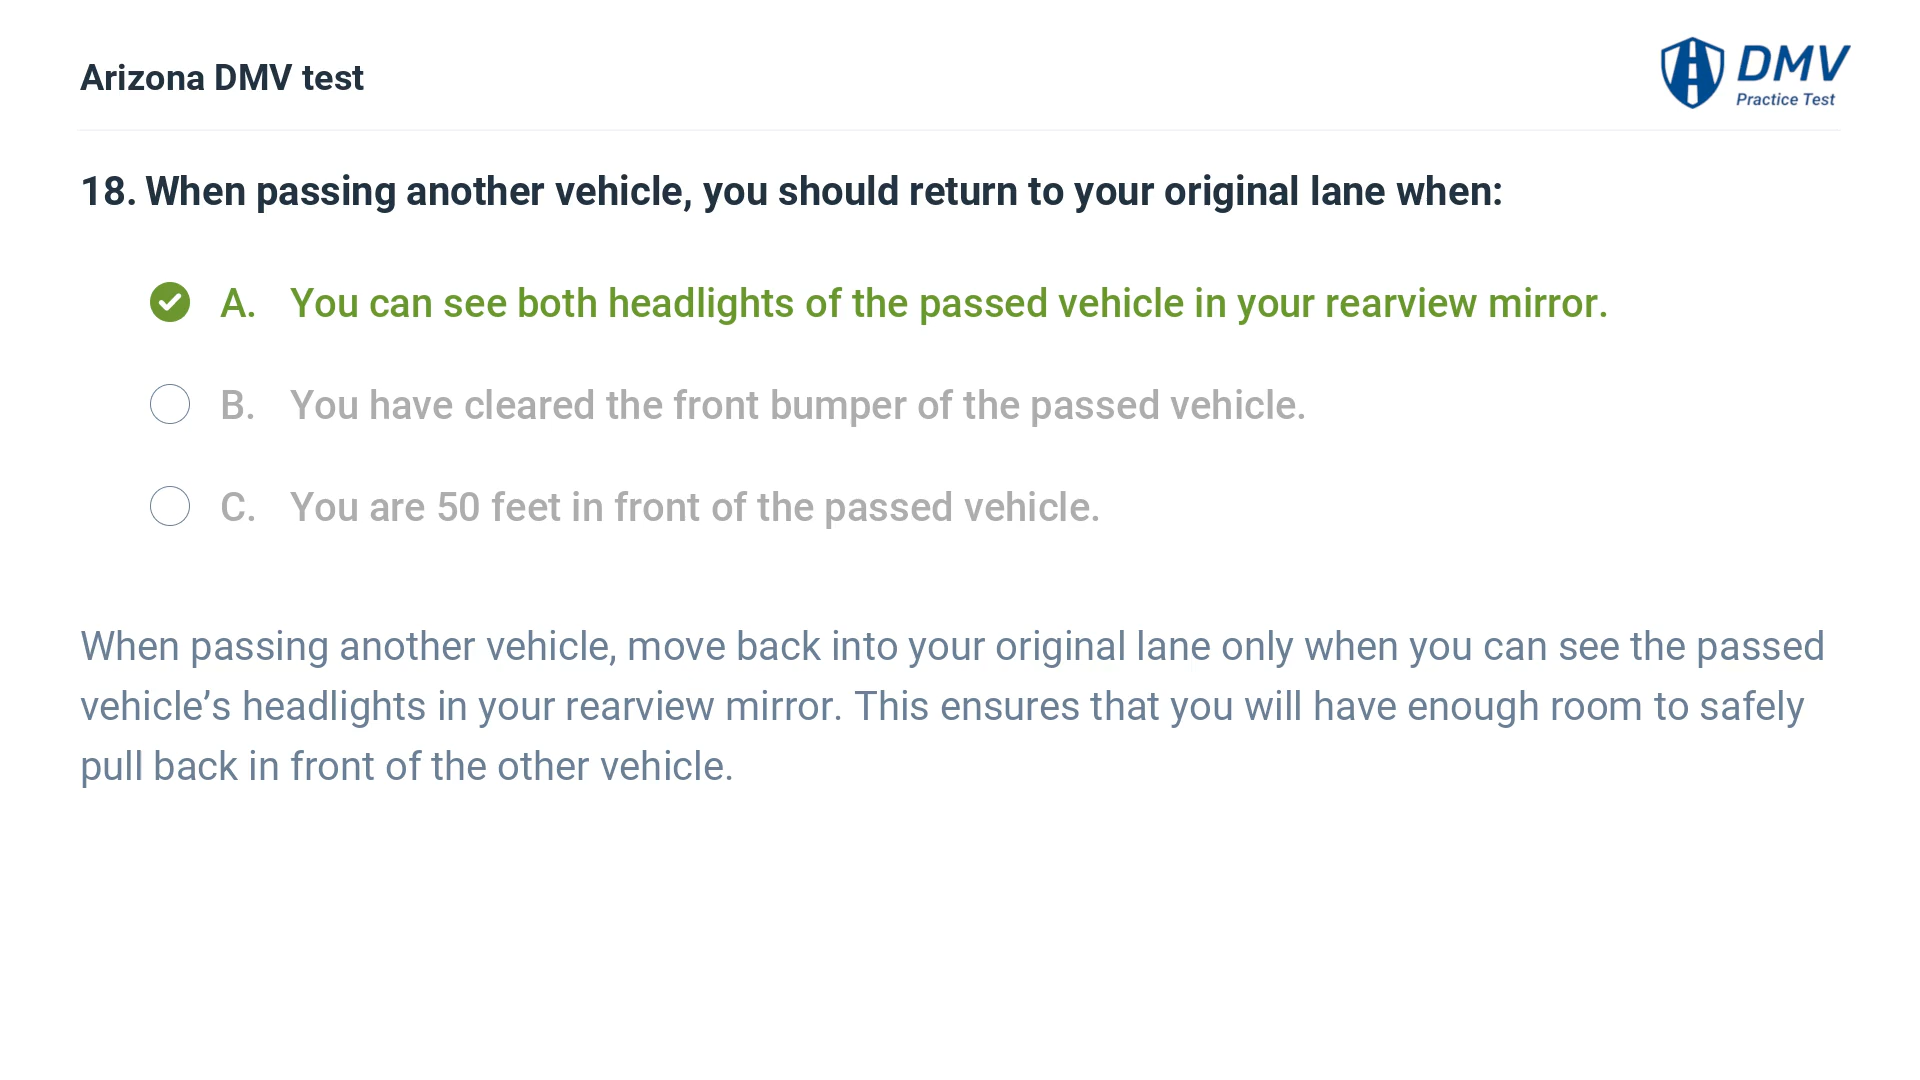 Arizona DMV test
DMV
Practice Test
18. When passing another vehicle, you should return to your original lane when:
A. You can see both headlights of the passed vehicle in your rearview mirror.
B. You have cleared the front bumper of the passed vehicle.
C. You are 50 feet in front of the passed vehicle.
When passing another vehicle, move back into your original lane only when you can see the passed
vehicle’s headlights in your rearview mirror. This ensures that you will have enough room to safely
pull back in front of the other vehicle.